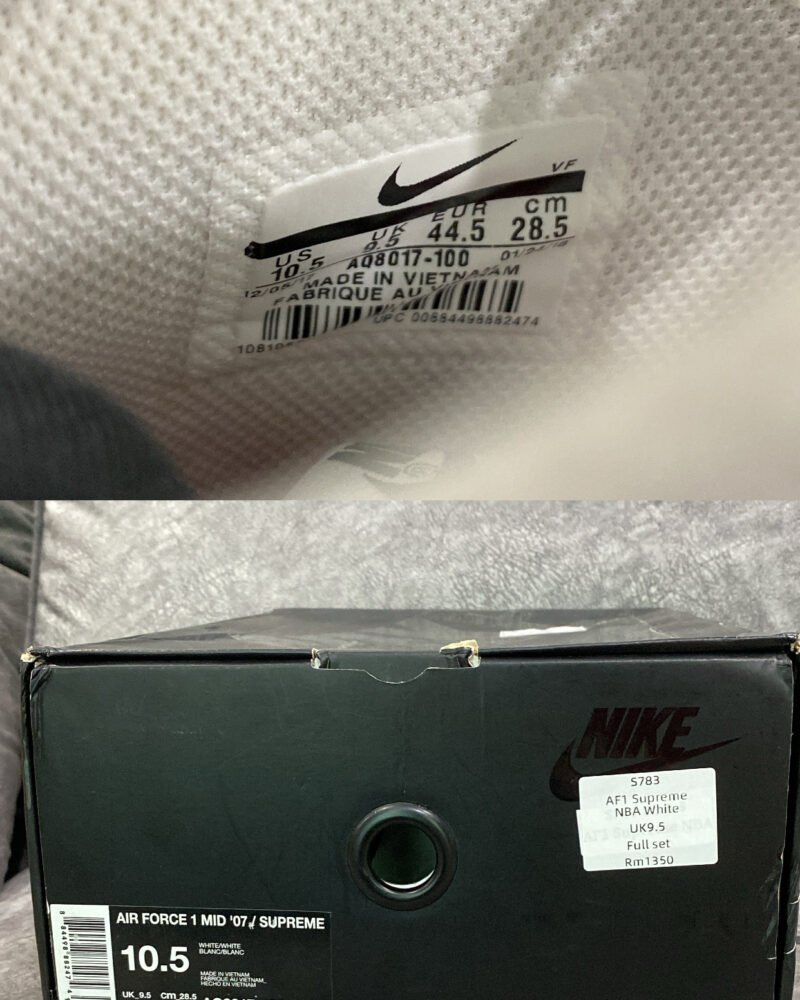 VF
US UK EUR cm
10.5 9.5 44.5 28.5
AQ8017-100
MADE IN VIETNAM
FABRIQUE AU
UPC 00884498882474
NIKE
S783
AF1 Supreme
NBA White
UK9.5
Full set
Rm1350
AIR FORCE 1 MID '07 / SUPREME
10.5
WHITE/WHITE
BLANC/BLANC
MADE IN VIETNAM
FABRIQUE AU VIETNAM
HECHO EN VIETNAM
UK 9.5 cm 28.5